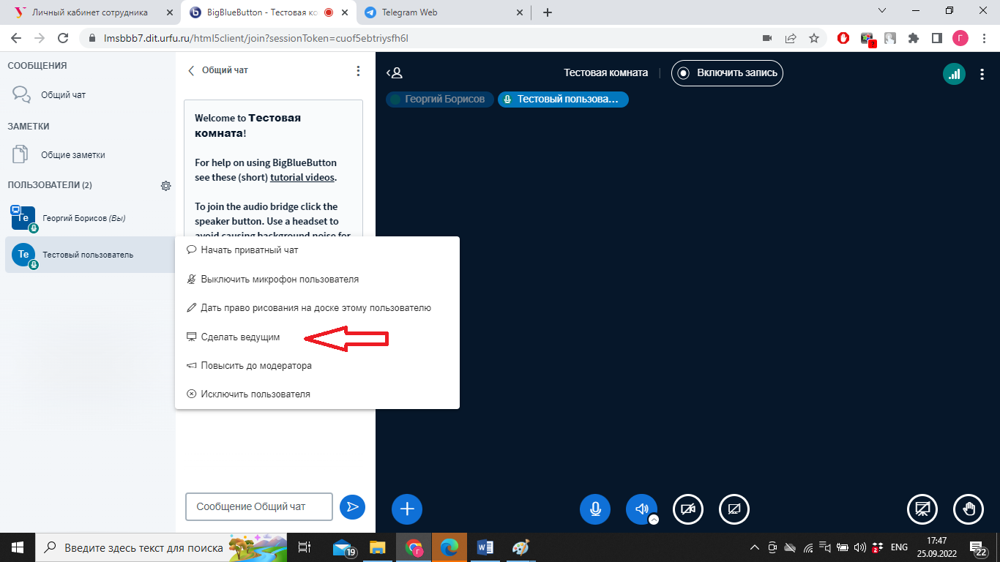 Личный кабинет сотрудника
BigBlueButton - Тестовая ко
Telegram Web
lmsbbb7.dit.urfu.ru/html5client/join?sessionToken=cuof5ebtriysfh6l
Г
СООБЩЕНИЯ
Общий чат
ЗАМЕТКИ
Общие заметки
ПОЛЬЗОВАТЕЛИ (2)
Те
Георгий Борисов (Вы)
Те
Тестовый пользователь
Общий чат
Welcome to Тестовая
комната!
For help on using BigBlueButton
see these (short) tutorial videos.
To join the audio bridge click the
speaker button. Use a headset to
avoid causing background noise for
Начать приватный чат
Выключить микрофон пользователя
Дать право рисования на доске этому пользователю
Сделать ведущим
Повысить до модератора
Исключить пользователя
Сообщение Общий чат
Тестовая комната
Включить запись
Георгий Борисов
Тестовый пользова...
Введите здесь текст для поиска
19
Г
ENG
17:47
25.09.2022
22